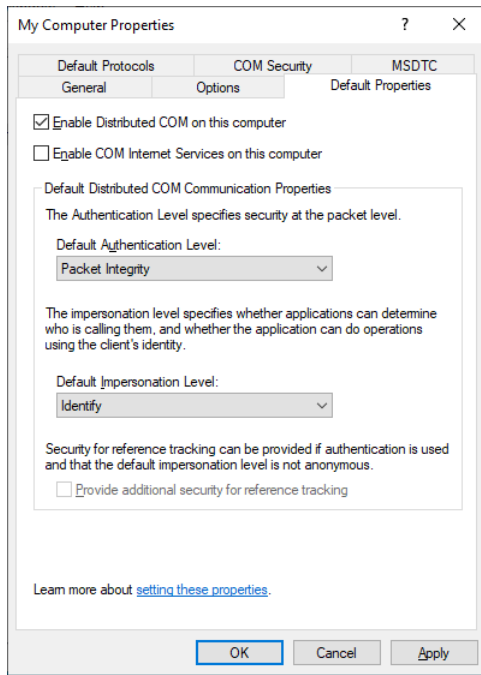 My Computer Properties
?
Default Protocols
COM Security
MSDTC
General
Options
Default Properties
Enable Distributed COM on this computer
Enable COM Internet Services on this computer
Default Distributed COM Communication Properties
The Authentication Level specifies security at the packet level.
Default Authentication Level:
Packet Integrity
The impersonation level specifies whether applications can determine
who is calling them, and whether the application can do operations
using the client's identity.
Default Impersonation Level:
Identify
Security for reference tracking can be provided if authentication is used
and that the default impersonation level is not anonymous.
Provide additional security for reference tracking
Learn more about setting these properties.
OK
Cancel
Apply